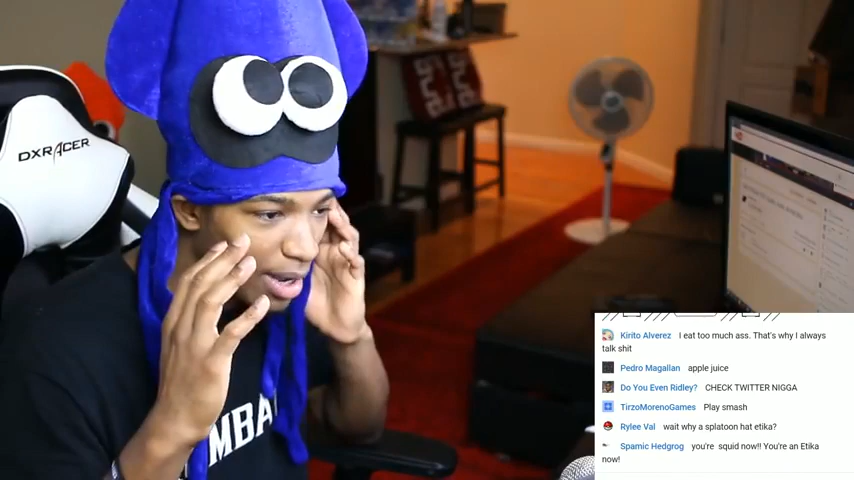 DXRACER
MBA
Kirito Alverez I eat too much ass. That's why I always
talk shit
Pedro Magallan apple juice
Do You Even Ridley? CHECK TWITTER NIGGA
TirzoMorenoGames Play smash
Rylee Val wait why a splatoon hat etika?
Spamic Hedgrog you're squid now!! You're an Etika
now!